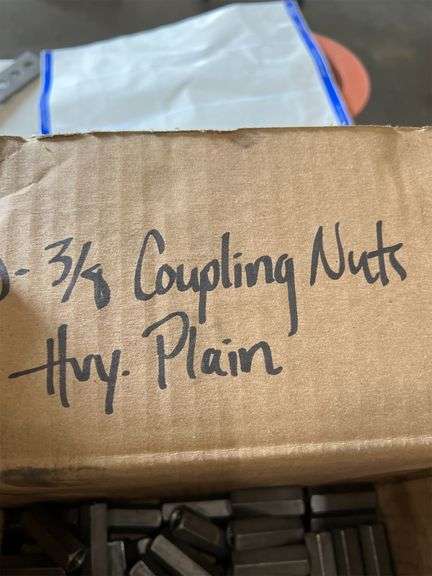 - 3/8 Coupling Nuts
Hvy. Plain